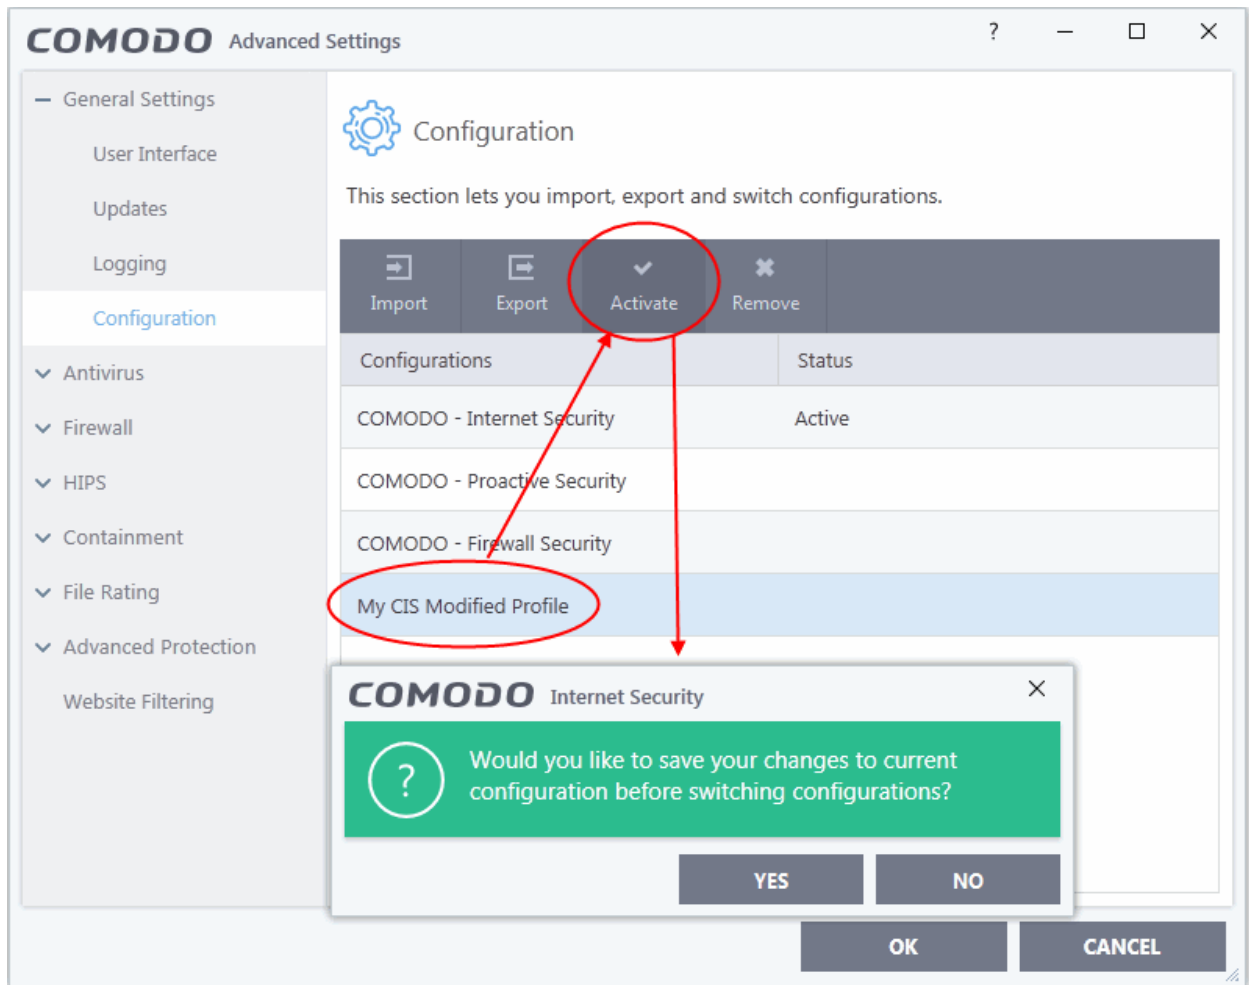 COMODO Advanced Settings ?
General Settings
User Interface
Updates
Logging
Configuration
Antivirus
Firewall
HIPS
Containment
File Rating
Advanced Protection
Website Filtering
Configuration
This section lets you import, export and switch configurations.
Import Export Activate Remove
Configurations Status
COMODO - Internet Security Active
COMODO - Proactive Security
COMODO - Firewall Security
My CIS Modified Profile
COMODO Internet Security
? Would you like to save your changes to current
configuration before switching configurations?
YES NO
OK CANCEL